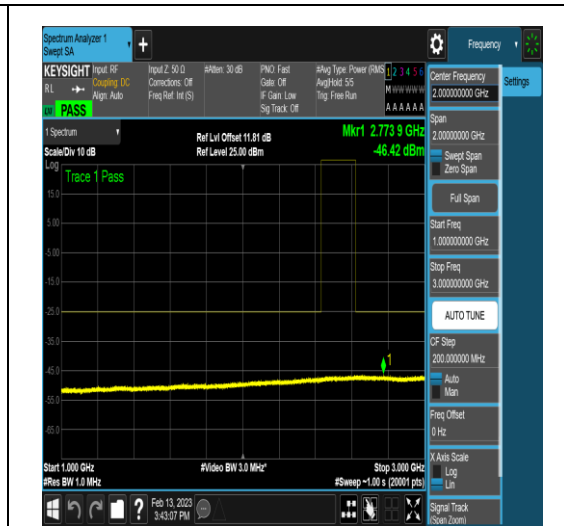 Spectrum Analyzer 1
Swept SA
Frequency
KEYSIGHT
RL
LW PASS
Input: RF
Coupling: DC
Align: Auto
Input Z: 50 Ω
Corrections: Off
Freq Ref: Int (S)
#Atten: 30 dB
PNO: Fast
Gate: Off
IF Gain: Low
Sig Track: Off
#Avg Type: Power (RMS
Avg|Hold: 5/5
Trig: Free Run
1 2 3 4 5 6
M w w w w w
A A A A A A
1 Spectrum
Scale/Div 10 dB
Ref Lvl Offset 11.81 dB
Ref Level 25.00 dBm
Mkr1 2.773 9 GHz
-46.42 dBm
Log
Trace 1 Pass
15.0
5.00
-5.00
-15.0
-25.0
-35.0
-45.0
-55.0
-65.0
1
Start 1.000 GHz
#Res BW 1.0 MHz
#Video BW 3.0 MHz*
Stop 3.000 GHz
#Sweep ~1.00 s (20001 pts)
Feb 13, 2023
3:43:07 PM
Center Frequency
2.000000000 GHz
Settings
Span
2.00000000 GHz
Swept Span
Zero Span
Full Span
Start Freq
1.000000000 GHz
Stop Freq
3.000000000 GHz
AUTO TUNE
CF Step
200.000000 MHz
Auto
Man
Freq Offset
0 Hz
X Axis Scale
Log
Lin
Signal Track
(Span Zoom)